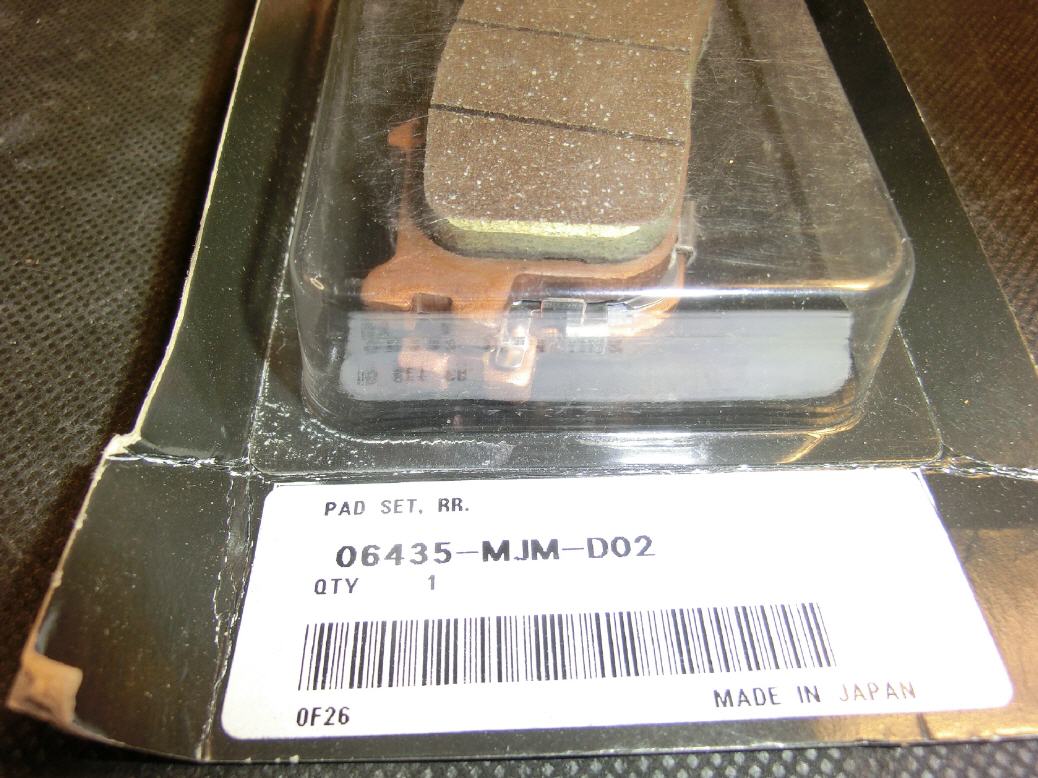 PAD SET, RR.
06435-MJM-D02
QTY 1
0F26
MADE IN JAPAN